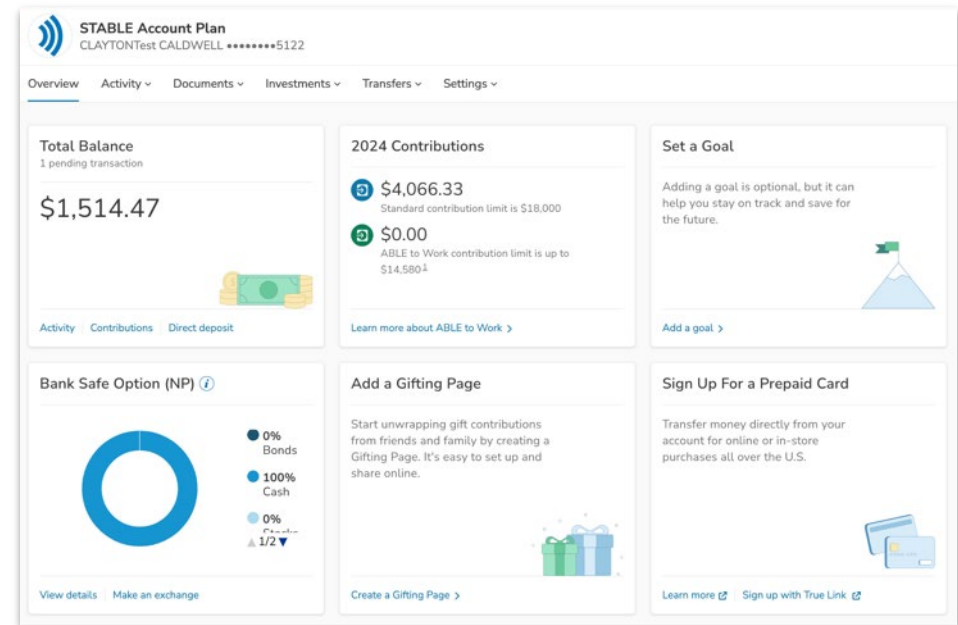 STABLE Account Plan
CLAYTONTest CALDWELL ••••••••5122
Overview Activity Documents Investments Transfers Settings
Total Balance
1 pending transaction
$1,514.47
Activity Contributions Direct deposit
2024 Contributions
$4,066.33
Standard contribution limit is $18,000
$0.00
ABLE to Work contribution limit is up to
$14,580 1
Learn more about ABLE to Work >
Set a Goal
Adding a goal is optional, but it can
help you stay on track and save for
the future.
Add a goal >
Bank Safe Option (NP) i
0%
Bonds
100%
Cash
0%
1/2
View details Make an exchange
Add a Gifting Page
Start unwrapping gift contributions
from friends and family by creating a
Gifting Page. It's easy to set up and
share online.
Create a Gifting Page >
Sign Up For a Prepaid Card
Transfer money directly from your
account for online or in-store
purchases all over the U.S.
Learn more Sign up with True Link